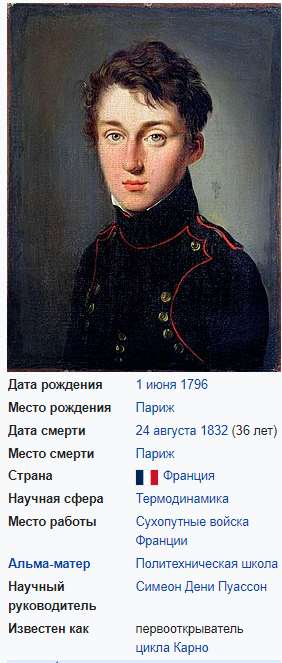 Дата рождения 1 июня 1796
Место рождения Париж
Дата смерти 24 августа 1832 (36 лет)
Место смерти Париж
Страна Франция
Научная сфера Термодинамика
Место работы Сухопутные войска
Франции
Альма-матер Политехническая школа
Научный Симеон Дени Пуассон
руководитель
Известен как первооткрыватель
цикла Карно